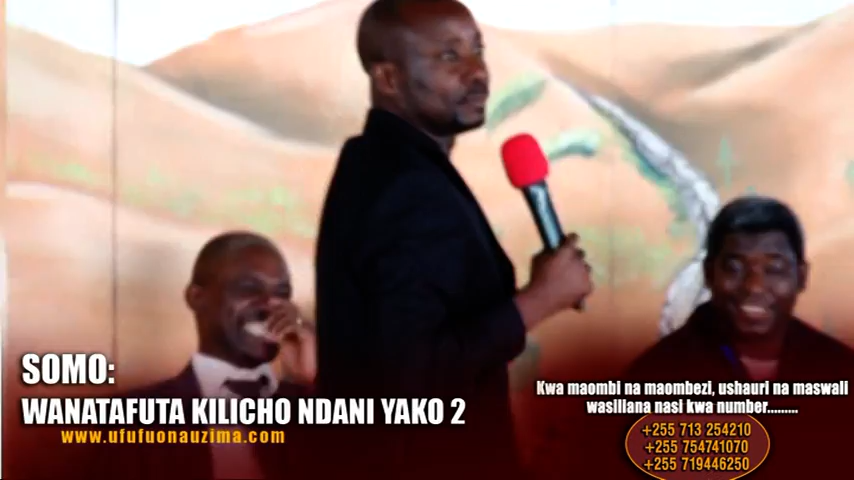 SOMO:
WANATAFUTA KILICHO NDANI YAKO 2
www.ufufuonauzima.com
Kwa maombi na maombezi, ushauri na maswali
wasiliana nasi kwa number.........
+255 713 254210
+255 754741070
+255 719446250